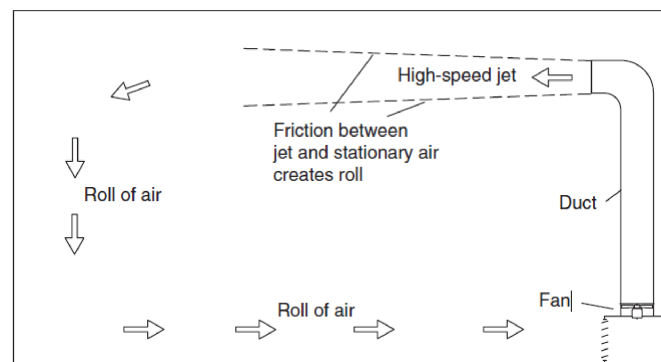 High-speed jet
Friction between
jet and stationary air
creates roll
Roll of air
Duct
Fan
Roll of air